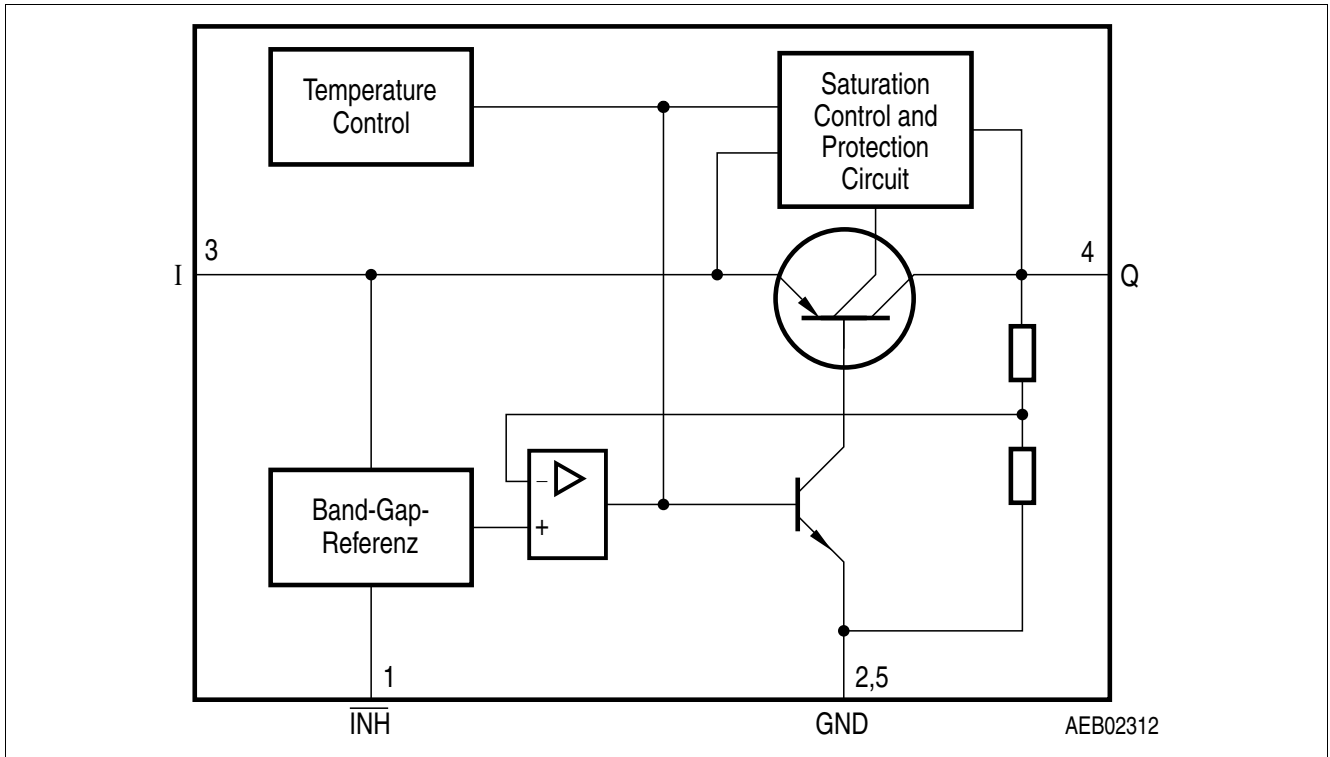 Temperature
Control
Saturation
Control and
Protection
Circuit
3
I
4
Q
Band-Gap-
Referenz
−
+
1
2,5
INH
GND
AEB02312